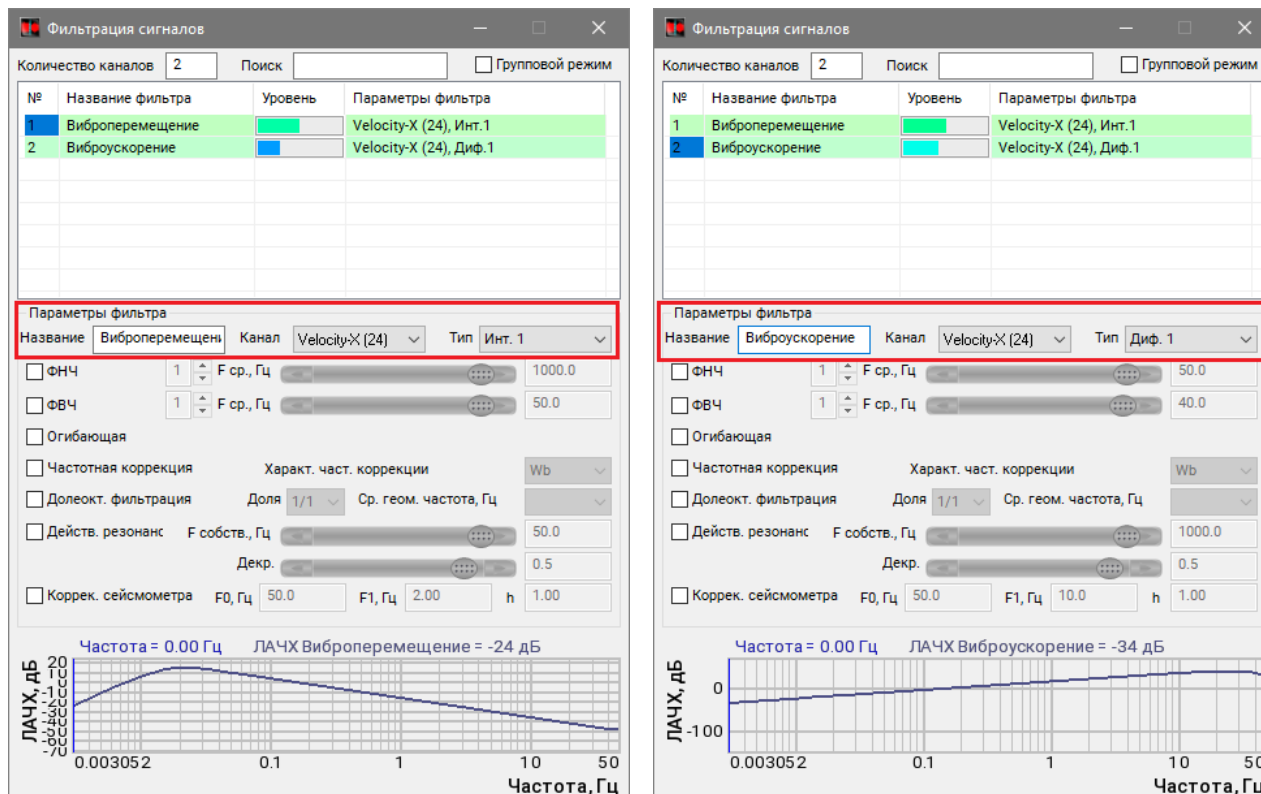 Фильтрация сигналов
Количество каналов 2 Поиск Групповой режим
№ Название фильтра Уровень Параметры фильтра
1 Виброперемещение Velocity-X (24), Инт.1
2 Виброускорение Velocity-X (24), Диф.1
Параметры фильтра
Название Виброперемещени Канал Velocity-X (24) Тип Инт. 1
ФНЧ 1 F ср., Гц 1000.0
ФВЧ 1 F ср., Гц 50.0
Огибающая
Частотная коррекция Характ. част. коррекции Wb
Долеокт. фильтрация Доля 1/1 Ср. геом. частота, Гц
Действ. резонанс F собств., Гц 50.0
Декр. 0.5
Коррек. сейсмометра F0, Гц 50.0 F1, Гц 2.00 h 1.00
Частота = 0.00 Гц ЛАЧХ Виброперемещение = -24 дБ
ЛАЧХ, дБ
20
10
0
-10
-20
-30
-40
-50
-60
-70
0.003052 0.1 1 10 50
Частота, Гц
Фильтрация сигналов
Количество каналов 2 Поиск Групповой режим
№ Название фильтра Уровень Параметры фильтра
1 Виброперемещение Velocity-X (24), Инт.1
2 Виброускорение Velocity-X (24), Диф.1
Параметры фильтра
Название Виброускорение Канал Velocity-X (24) Тип Диф. 1
ФНЧ 1 F ср., Гц 50.0
ФВЧ 1 F ср., Гц 40.0
Огибающая
Частотная коррекция Характ. част. коррекции Wb
Долеокт. фильтрация Доля 1/1 Ср. геом. частота, Гц
Действ. резонанс F собств., Гц 1000.0
Декр. 0.5
Коррек. сейсмометра F0, Гц 50.0 F1, Гц 10.0 h 1.00
Частота = 0.00 Гц ЛАЧХ Виброускорение = -34 дБ
ЛАЧХ, дБ
0
-100
0.003052 0.1 1 10 50
Частота, Гц